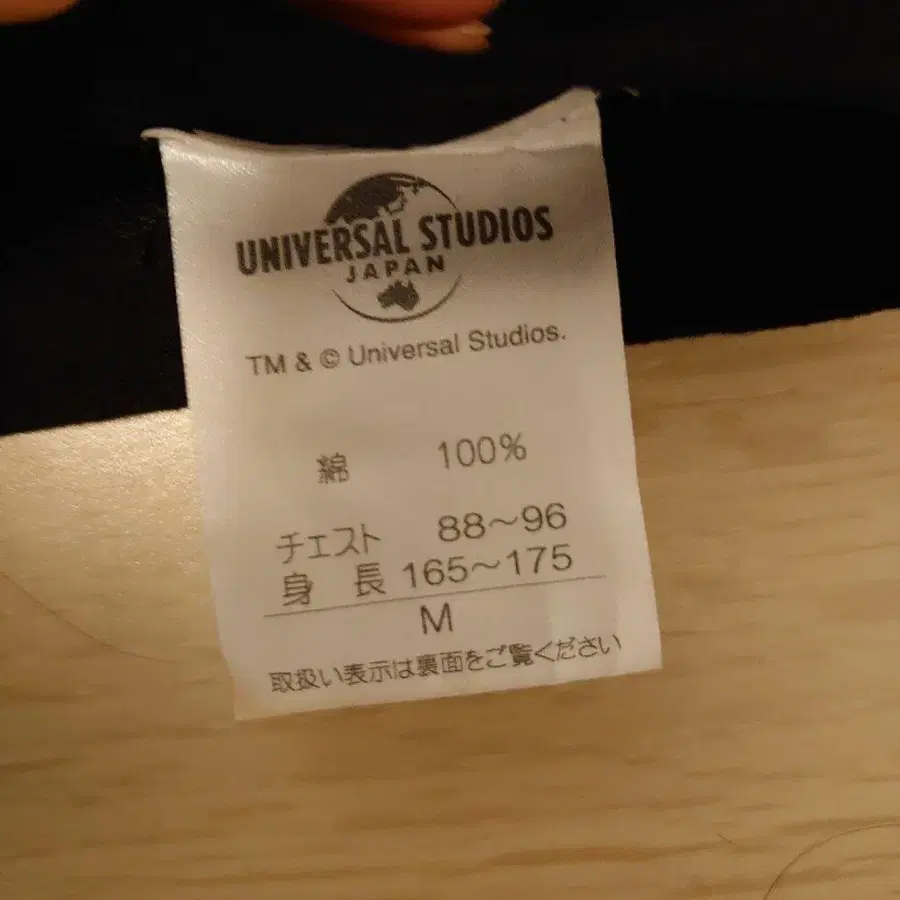 UNIVERSAL STUDIOS
JAPAN
TM & © Universal Studios.
綿 100%
チェスト 88～96
身長 165～175
M
取扱い表示は裏面をご覧ください